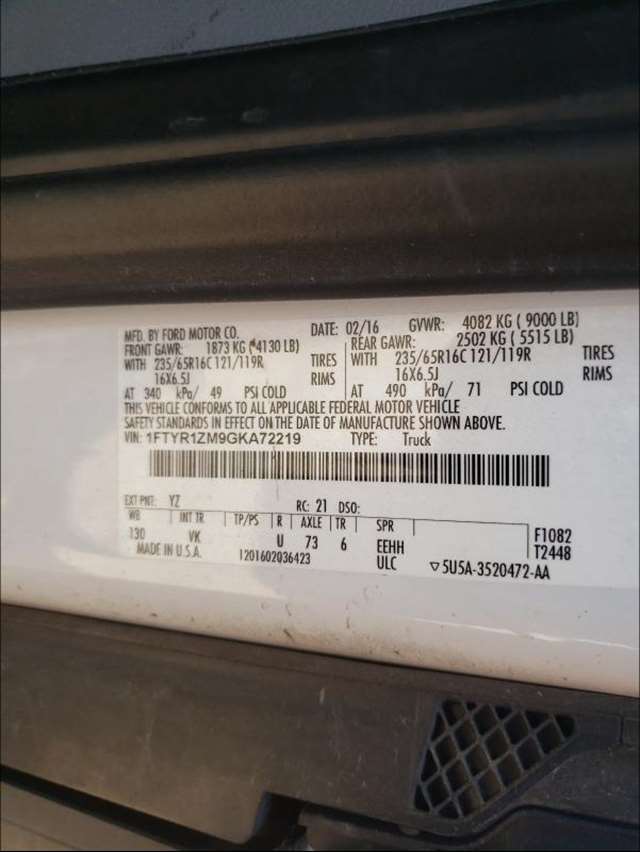 MFD. BY FORD MOTOR CO. DATE: 02/16 GVWR: 4082 KG ( 9000 LB)
FRONT GAWR: 1873 KG ( 4130 LB) REAR GAWR: 2502 KG ( 5515 LB)
WITH 235/65R16C 121/119R TIRES WITH 235/65R16C 121/119R TIRES
16X6.5J RIMS 16X6.5J RIMS
AT 340 kPa/ 49 PSI COLD AT 490 kPa/ 71 PSI COLD
THIS VEHICLE CONFORMS TO ALL APPLICABLE FEDERAL MOTOR VEHICLE
SAFETY STANDARDS IN EFFECT ON THE DATE OF MANUFACTURE SHOWN ABOVE.
VIN: 1FTYR1ZM9GKA72219 TYPE: Truck
EXT PNT: YZ RC: 21 DSO:
WB INT TR TP/PS R AXLE TR SPR
130 VK U 73 6 EEHH F1082
MADE IN U.S.A. 1201602036423 ULC T2448
▽5U5A-3520472-AA